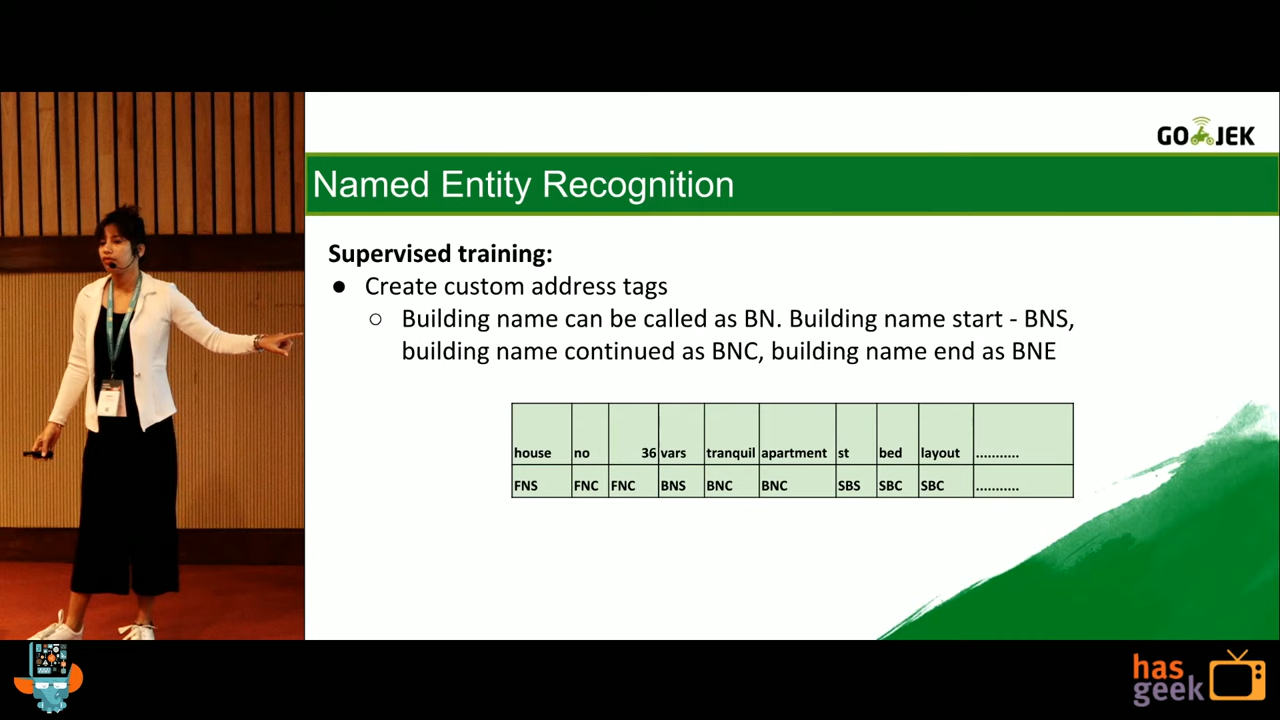 GO JEK
Named Entity Recognition
Supervised training:
● Create custom address tags
○ Building name can be called as BN. Building name start - BNS,
building name continued as BNC, building name end as BNE
house no 36 vars tranquil apartment st bed layout ...........
FNS FNC FNC BNS BNC BNC SBS SBC SBC ...........
has
geek